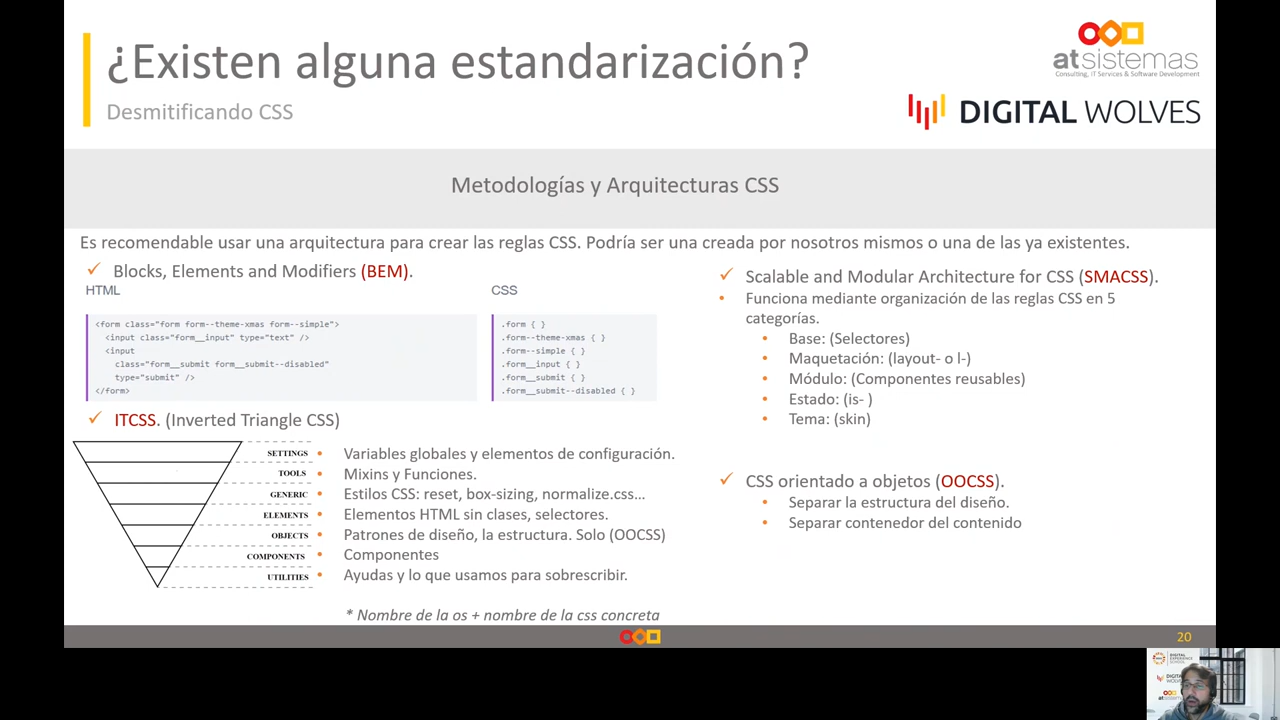 ¿Existen alguna estandarización?
Desmitificando CSS
atsistemas
Consulting, IT Services & Software Development
DIGITAL WOLVES
Metodologías y Arquitecturas CSS
Es recomendable usar una arquitectura para crear las reglas CSS. Podría ser una creada por nosotros mismos o una de las ya existentes.
✓ Blocks, Elements and Modifiers (BEM).
HTML
<form class="form form--theme-xmas form--simple">
<input class="form__input" type="text" />
<input
class="form__submit form__submit--disabled"
type="submit" />
</form>
CSS
.form { }
.form--theme-xmas { }
.form--simple { }
.form__input { }
.form__submit { }
.form__submit--disabled { }
✓ ITCSS. (Inverted Triangle CSS)
SETTINGS • Variables globales y elementos de configuración.
TOOLS • Mixins y Funciones.
GENERIC • Estilos CSS: reset, box-sizing, normalize.css...
ELEMENTS • Elementos HTML sin clases, selectores.
OBJECTS • Patrones de diseño, la estructura. Solo (OOCSS)
COMPONENTS • Componentes
UTILITIES • Ayudas y lo que usamos para sobrescribir.
* Nombre de la os + nombre de la css concreta
✓ Scalable and Modular Architecture for CSS (SMACSS).
• Funciona mediante organización de las reglas CSS en 5
categorías.
• Base: (Selectores)
• Maquetación: (layout- o l-)
• Módulo: (Componentes reusables)
• Estado: (is- )
• Tema: (skin)
✓ CSS orientado a objetos (OOCSS).
• Separar la estructura del diseño.
• Separar contenedor del contenido
20
DIGITAL
EXPERIENCE
SCHOOL
DIGITAL
WOLVES
atsistemas